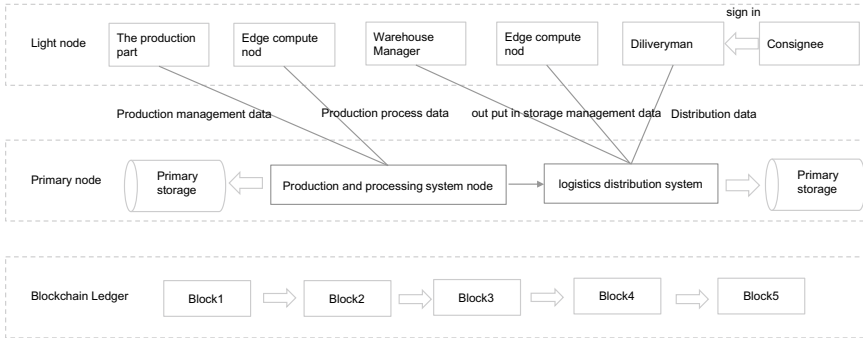 sign in
Light node
The production
part
Edge compute
nod
Warehouse
Manager
Edge compute
nod
Diliveryman
Consignee
Production management data
Production process data
out put in storage management data
Distribution data
Primary node
Primary
storage
Production and processing system node
logistics distribution system
Primary
storage
Blockchain Ledger
Block1
Block2
Block3
Block4
Block5